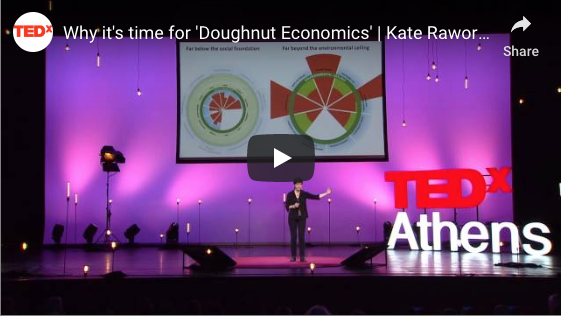 TEDx
Why it's time for 'Doughnut Economics' | Kate Rawor...
Share
Far below the social foundation
Far beyond the environmental ceiling
TEDx
Athens